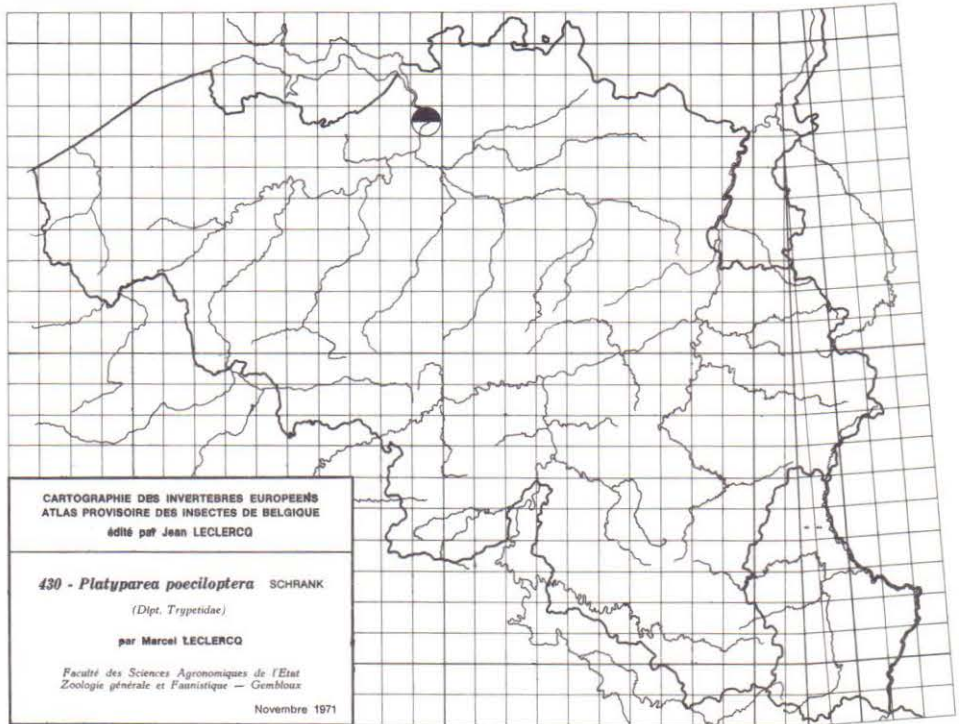 CARTOGRAPHIE DES INVERTEBRES EUROPEENS
ATLAS PROVISOIRE DES INSECTES DE BELGIQUE
édité par Jean LECLERCQ
430 - Platyparea poeciloptera SCHRANK
(Dipt. Trypetidae)
par Marcel LECLERCQ
Faculté des Sciences Agronomiques de l'Etat
Zoologie générale et Faunistique — Gembloux
Novembre 1971